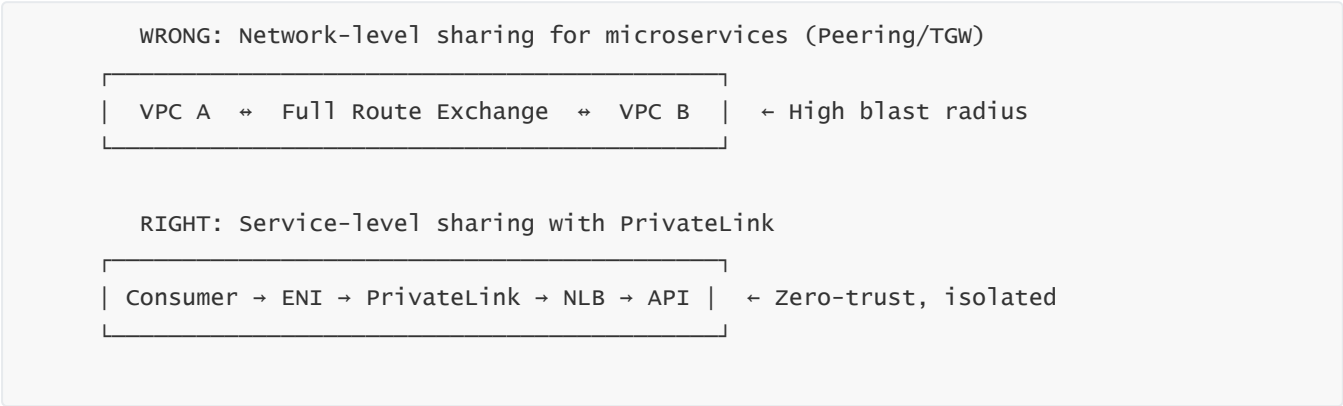 WRONG: Network-level sharing for microservices (Peering/TGW)
│ VPC A ↔ Full Route Exchange ↔ VPC B │ ← High blast radius
RIGHT: Service-level sharing with PrivateLink
│ Consumer → ENI → PrivateLink → NLB → API │ ← Zero-trust, isolated